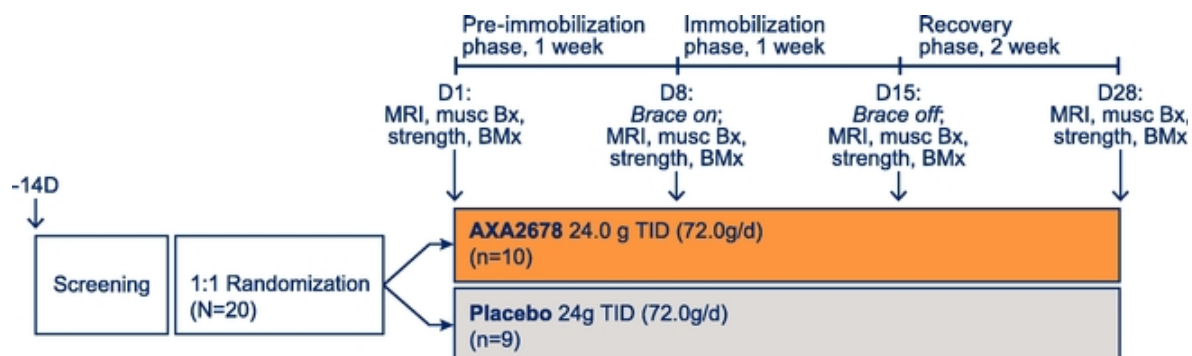 Pre-immobilization
phase, 1 week
Immobilization
phase, 1 week
Recovery
phase, 2 week
D1:
MRI, musc Bx,
strength, BMx
D8:
Brace on;
MRI, musc Bx,
strength, BMx
D15:
Brace off;
MRI, musc Bx,
strength, BMx
D28:
MRI, musc Bx,
strength, BMx
-14D
Screening
1:1 Randomization
(N=20)
AXA2678 24.0 g TID (72.0g/d)
(n=10)
Placebo 24g TID (72.0g/d)
(n=9)